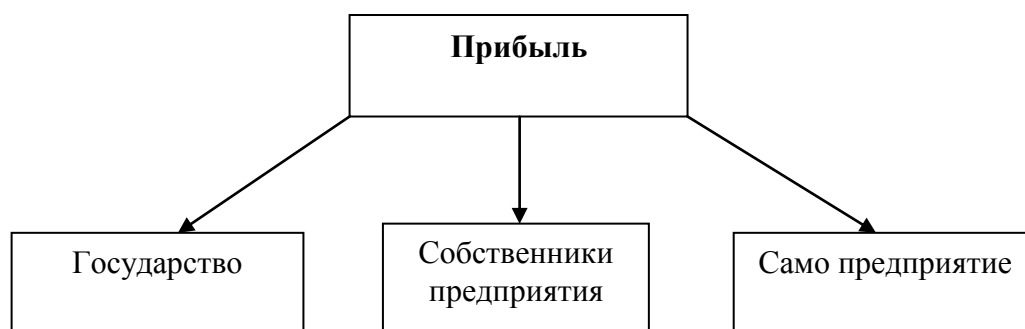 Прибыль
Государство
Собственники
предприятия
Само предприятие